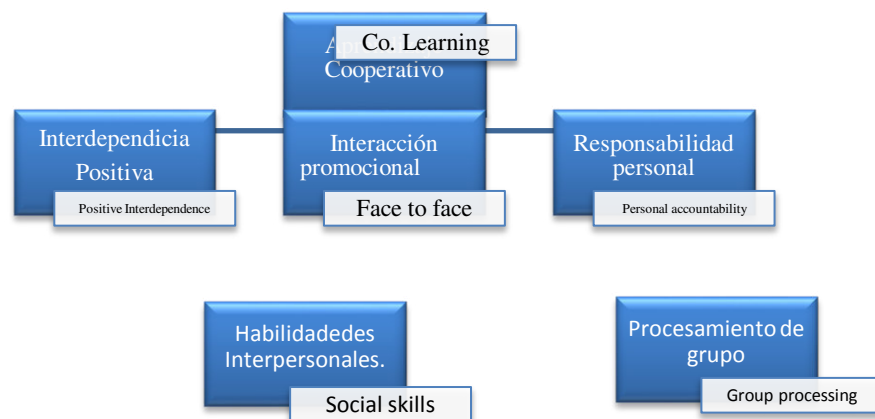 Co. Learning
Cooperativo
Interdependicia
Positiva
Positive Interdependence
Interacción
promocional
Face to face
Responsabilidad
personal
Personal accountability
Habilidadedes
Interpersonales.
Social skills
Procesamiento de
grupo
Group processing